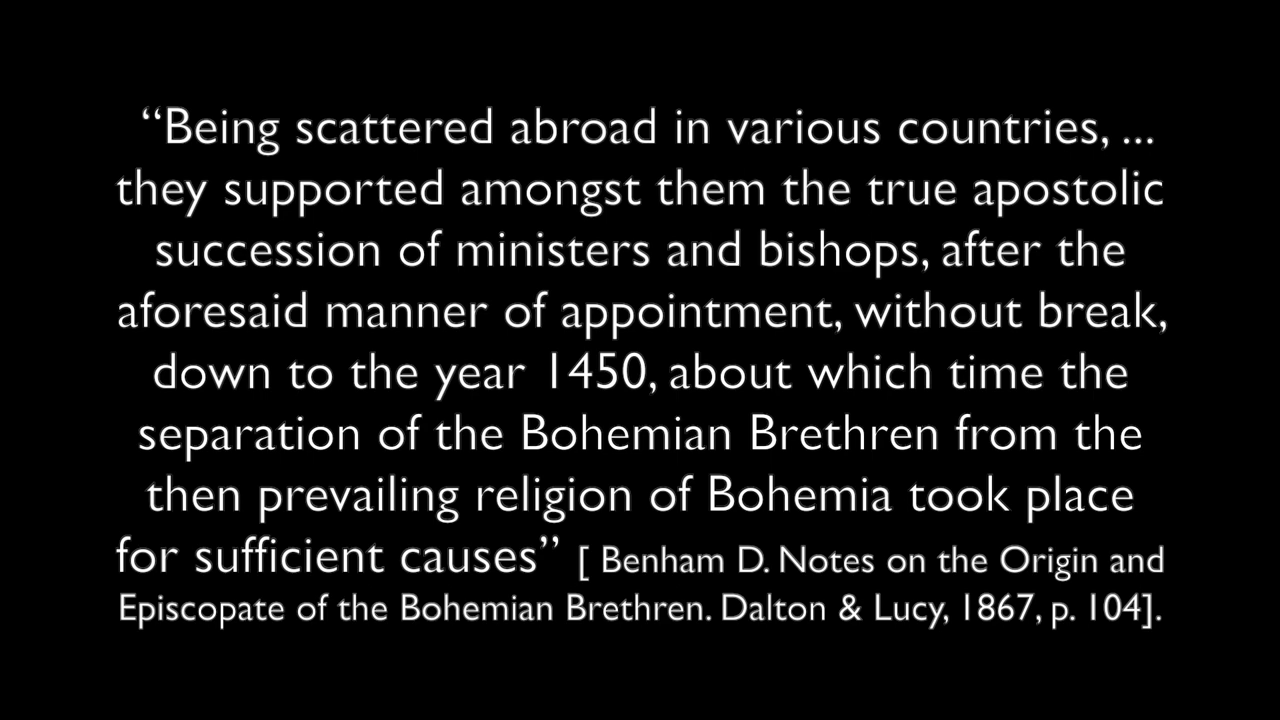 “Being scattered abroad in various countries, ...
they supported amongst them the true apostolic
succession of ministers and bishops, after the
aforesaid manner of appointment, without break,
down to the year 1450, about which time the
separation of the Bohemian Brethren from the
then prevailing religion of Bohemia took place
for sufficient causes” [ Benham D. Notes on the Origin and
Episcopate of the Bohemian Brethren. Dalton & Lucy, 1867, p. 104].